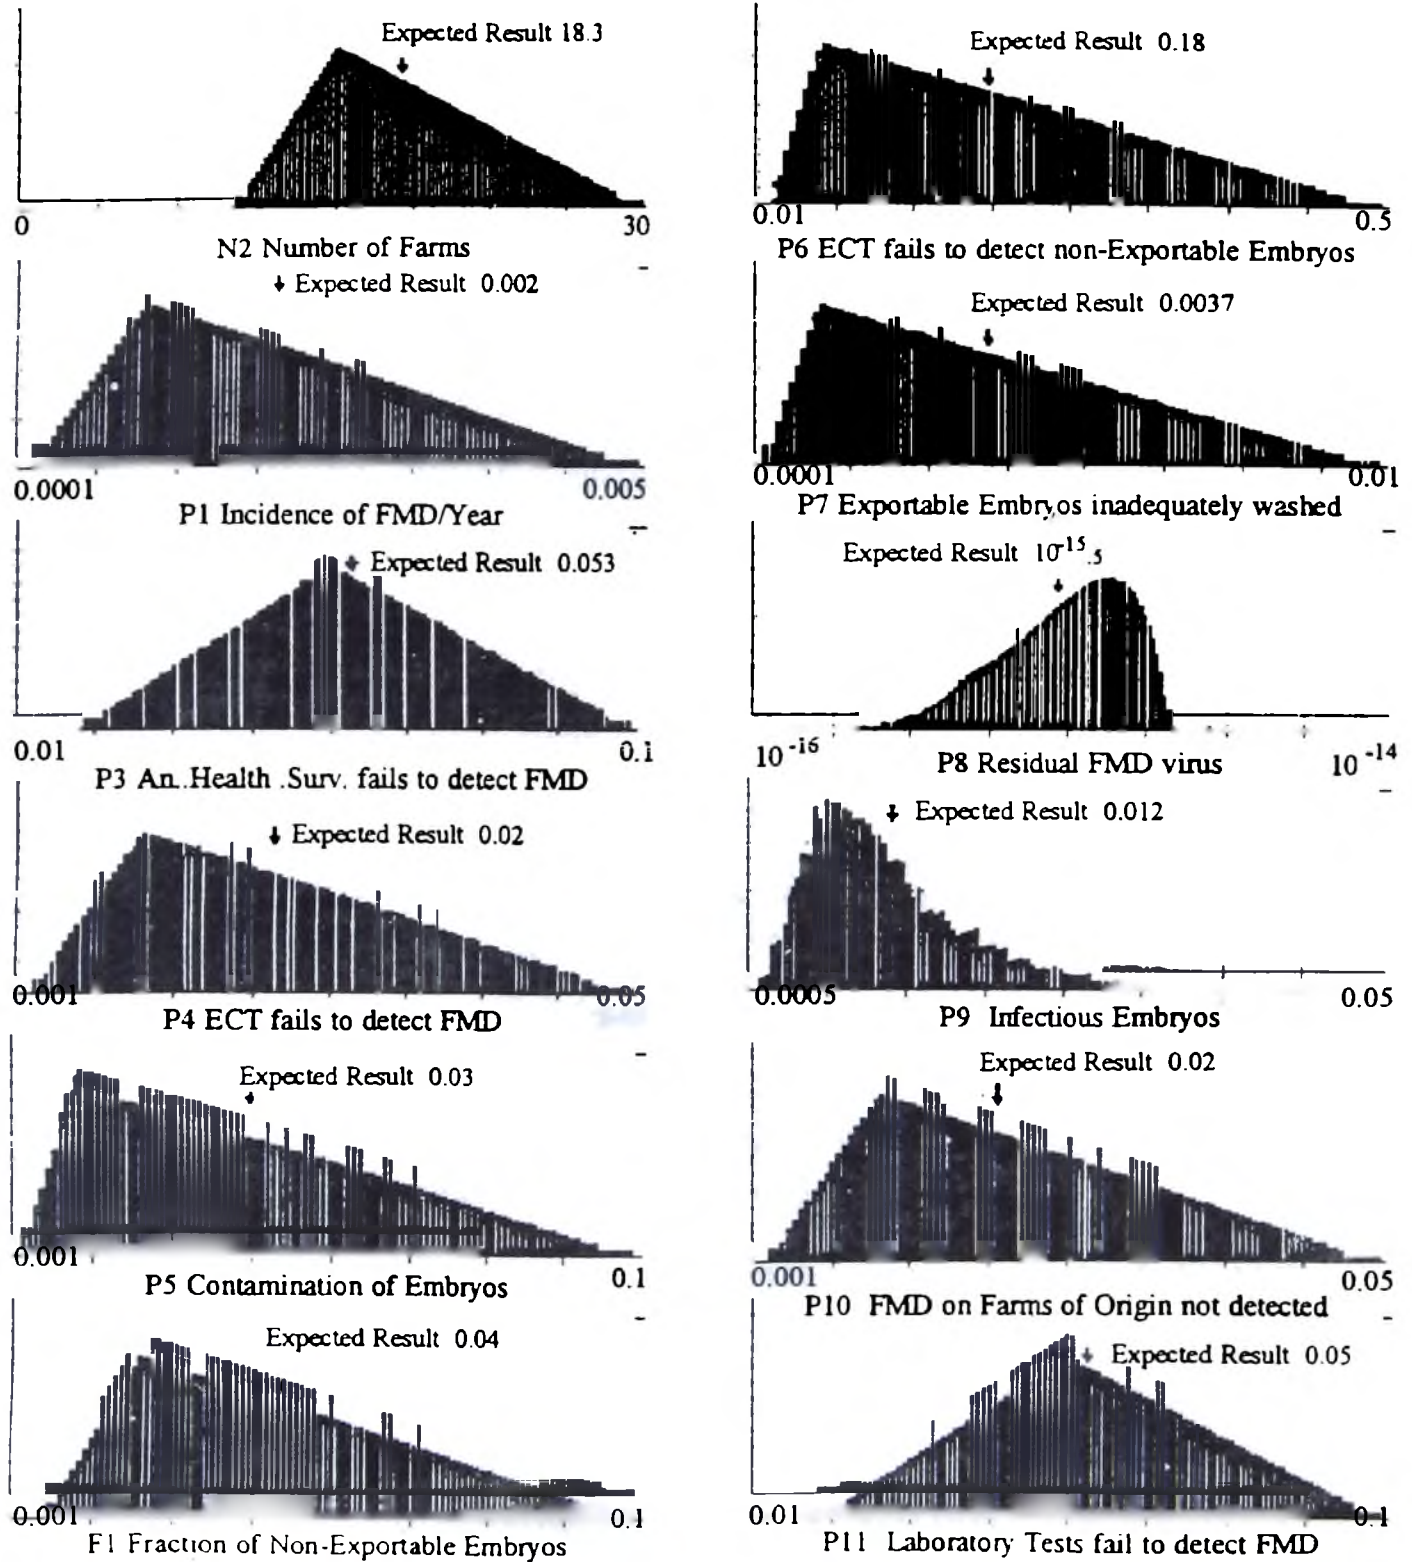 Expected Result 18.3
0
30
N2 Number of Farms
Expected Result 0.002
0.0001
0.005
P1 Incidence of FMD/Year
Expected Result 0.053
0.01
0.1
P3 An..Health .Surv. fails to detect FMD
Expected Result 0.02
0.001
0.05
P4 ECT fails to detect FMD
Expected Result 0.03
0.001
0.1
P5 Contamination of Embryos
Expected Result 0.04
0.001
0.1
F1 Fraction of Non-Exportable Embryos
Expected Result 0.18
0.01
0.5
P6 ECT fails to detect non-Exportable Embryos
Expected Result 0.0037
0.0001
0.01
P7 Exportable Embryos inadequately washed
Expected Result 10-15.5
10-16
10-14
P8 Residual FMD virus
Expected Result 0.012
0.0005
0.05
P9 Infectious Embryos
Expected Result 0.02
0.001
0.05
P10 FMD on Farms of Origin not detected
Expected Result 0.05
0.01
0.1
P11 Laboratory Tests fail to detect FMD